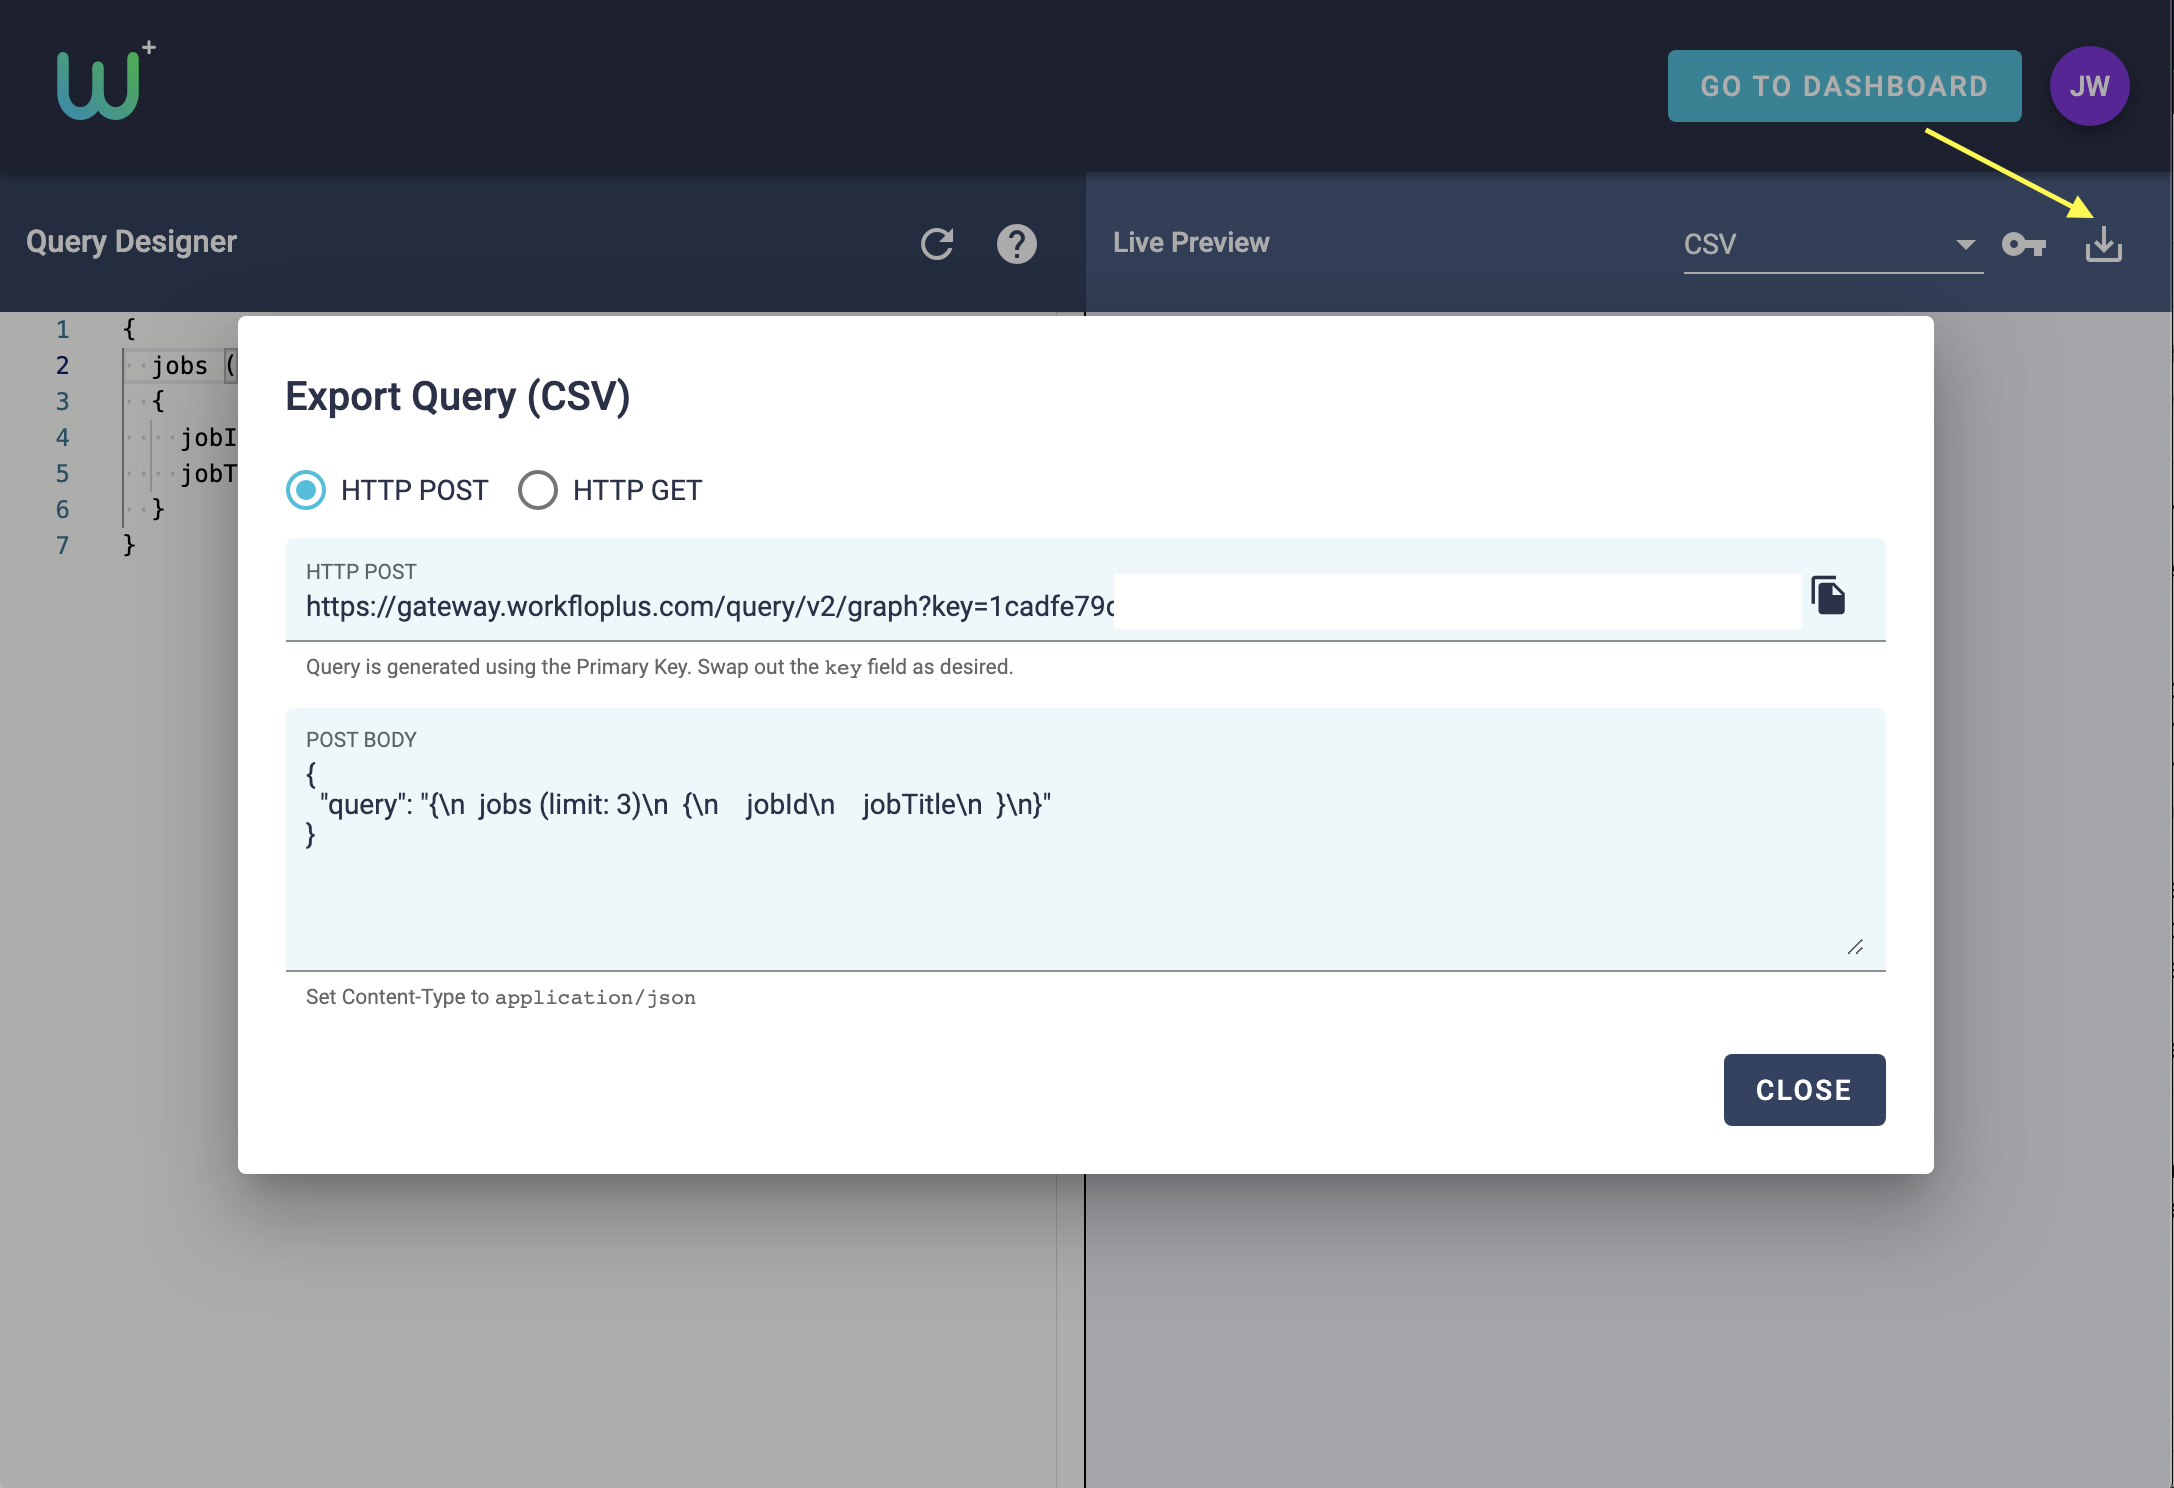 W+
GO TO DASHBOARD
JW
Query Designer
?
Live Preview
CSV
1 {
2 jobs (
3 {
4 jobI
5 jobT
6 }
7 }
Export Query (CSV)
HTTP POST HTTP GET
HTTP POST
https://gateway.workfloplus.com/query/v2/graph?key=1cadfe79
Query is generated using the Primary Key. Swap out the key field as desired.
POST BODY
{
"query": "{\n  jobs (limit: 3)\n  {\n    jobId\n    jobTitle\n  }\n}"
}
Set Content-Type to application/json
CLOSE